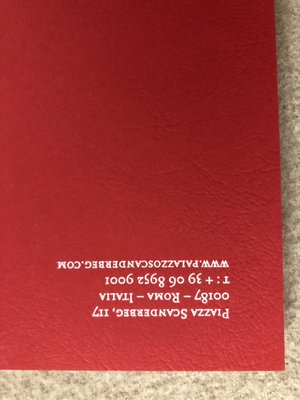 Piazza Scanderbeg, 117
00187 – Roma – Italia
T: + 39 06 8952 9001
www.palazzoscanderbeg.com